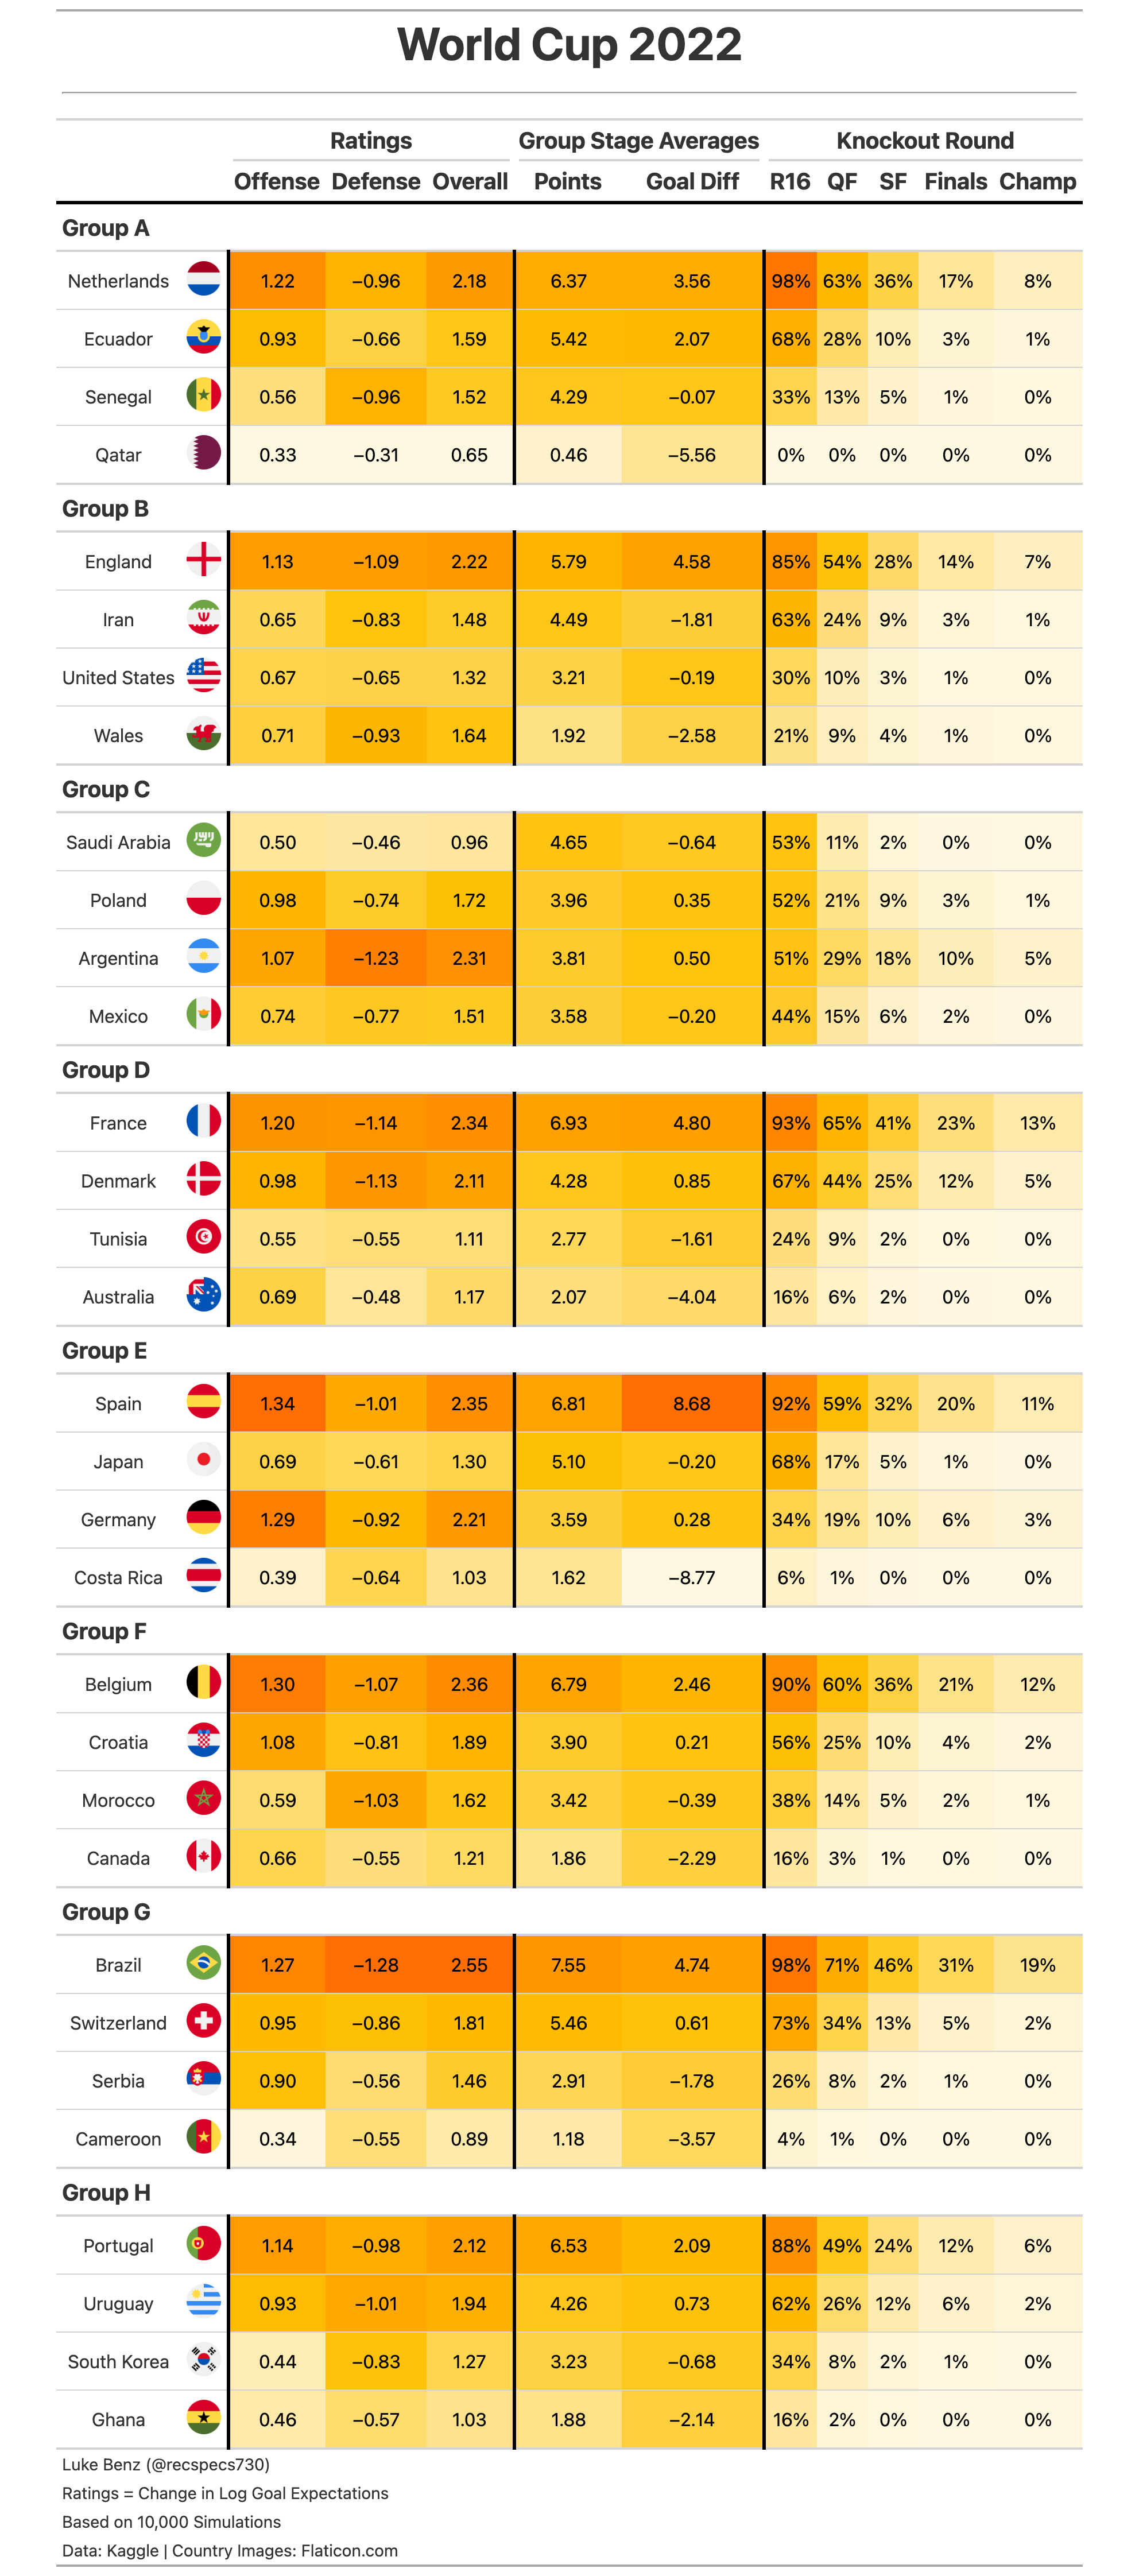 World Cup 2022
Ratings Group Stage Averages Knockout Round
Offense Defense Overall Points Goal Diff R16 QF SF Finals Champ
Group A
Netherlands 1.22 −0.96 2.18 6.37 3.56 98% 63% 36% 17% 8%
Ecuador 0.93 −0.66 1.59 5.42 2.07 68% 28% 10% 3% 1%
Senegal 0.56 −0.96 1.52 4.29 −0.07 33% 13% 5% 1% 0%
Qatar 0.33 −0.31 0.65 0.46 −5.56 0% 0% 0% 0% 0%
Group B
England 1.13 −1.09 2.22 5.79 4.58 85% 54% 28% 14% 7%
Iran 0.65 −0.83 1.48 4.49 −1.81 63% 24% 9% 3% 1%
United States 0.67 −0.65 1.32 3.21 −0.19 30% 10% 3% 1% 0%
Wales 0.71 −0.93 1.64 1.92 −2.58 21% 9% 4% 1% 0%
Group C
Saudi Arabia 0.50 −0.46 0.96 4.65 −0.64 53% 11% 2% 0% 0%
Poland 0.98 −0.74 1.72 3.96 0.35 52% 21% 9% 3% 1%
Argentina 1.07 −1.23 2.31 3.81 0.50 51% 29% 18% 10% 5%
Mexico 0.74 −0.77 1.51 3.58 −0.20 44% 15% 6% 2% 0%
Group D
France 1.20 −1.14 2.34 6.93 4.80 93% 65% 41% 23% 13%
Denmark 0.98 −1.13 2.11 4.28 0.85 67% 44% 25% 12% 5%
Tunisia 0.55 −0.55 1.11 2.77 −1.61 24% 9% 2% 0% 0%
Australia 0.69 −0.48 1.17 2.07 −4.04 16% 6% 2% 0% 0%
Group E
Spain 1.34 −1.01 2.35 6.81 8.68 92% 59% 32% 20% 11%
Japan 0.69 −0.61 1.30 5.10 −0.20 68% 17% 5% 1% 0%
Germany 1.29 −0.92 2.21 3.59 0.28 34% 19% 10% 6% 3%
Costa Rica 0.39 −0.64 1.03 1.62 −8.77 6% 1% 0% 0% 0%
Group F
Belgium 1.30 −1.07 2.36 6.79 2.46 90% 60% 36% 21% 12%
Croatia 1.08 −0.81 1.89 3.90 0.21 56% 25% 10% 4% 2%
Morocco 0.59 −1.03 1.62 3.42 −0.39 38% 14% 5% 2% 1%
Canada 0.66 −0.55 1.21 1.86 −2.29 16% 3% 1% 0% 0%
Group G
Brazil 1.27 −1.28 2.55 7.55 4.74 98% 71% 46% 31% 19%
Switzerland 0.95 −0.86 1.81 5.46 0.61 73% 34% 13% 5% 2%
Serbia 0.90 −0.56 1.46 2.91 −1.78 26% 8% 2% 1% 0%
Cameroon 0.34 −0.55 0.89 1.18 −3.57 4% 1% 0% 0% 0%
Group H
Portugal 1.14 −0.98 2.12 6.53 2.09 88% 49% 24% 12% 6%
Uruguay 0.93 −1.01 1.94 4.26 0.73 62% 26% 12% 6% 2%
South Korea 0.44 −0.83 1.27 3.23 −0.68 34% 8% 2% 1% 0%
Ghana 0.46 −0.57 1.03 1.88 −2.14 16% 2% 0% 0% 0%
Luke Benz (@recspecs730)
Ratings = Change in Log Goal Expectations
Based on 10,000 Simulations
Data: Kaggle | Country Images: Flaticon.com